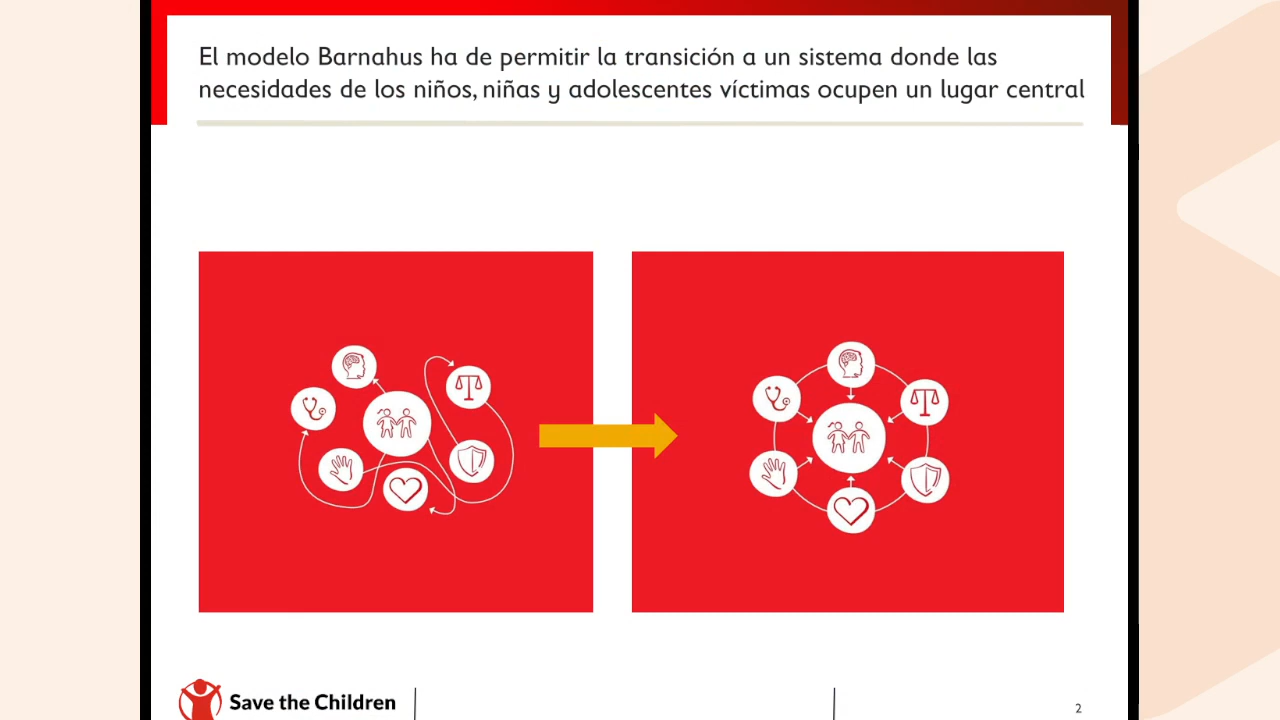 El modelo Barnahus ha de permitir la transición a un sistema donde las
necesidades de los niños, niñas y adolescentes víctimas ocupen un lugar central
Save the Children
2